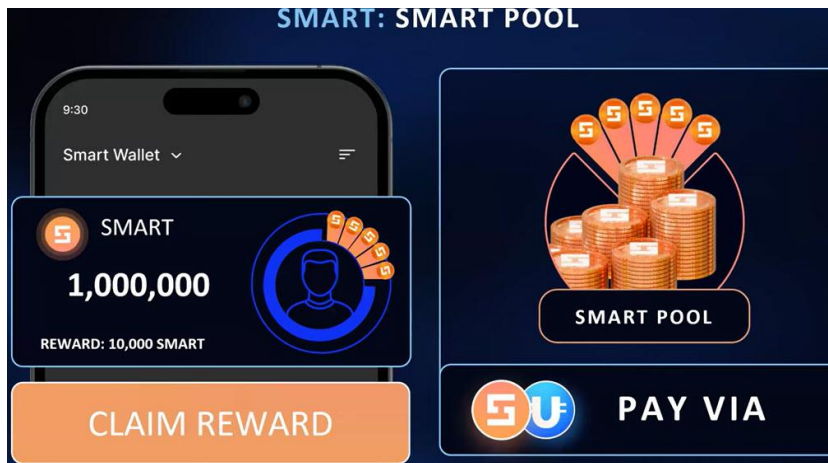 SMART: SMART POOL
9:30
Smart Wallet
SMART
1,000,000
REWARD: 10,000 SMART
CLAIM REWARD
SMART POOL
PAY VIA